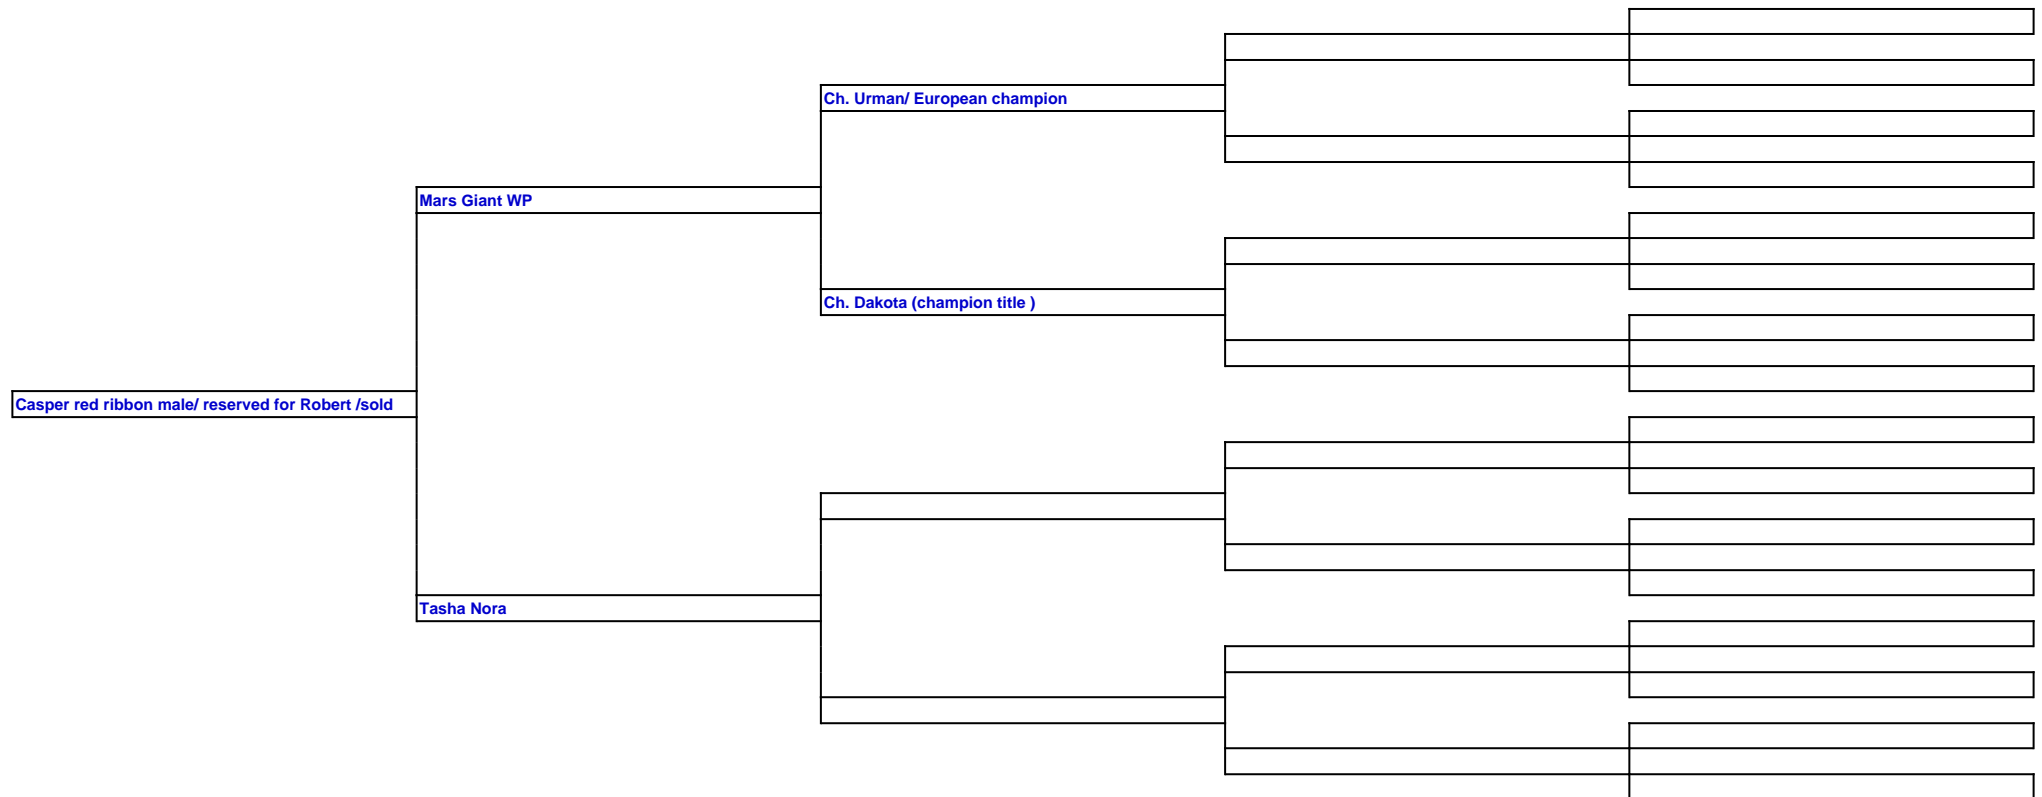 Ch. Urman/ European champion
Mars Giant WP
Ch. Dakota (champion title )
Casper red ribbon male/ reserved for Robert /sold
Tasha Nora